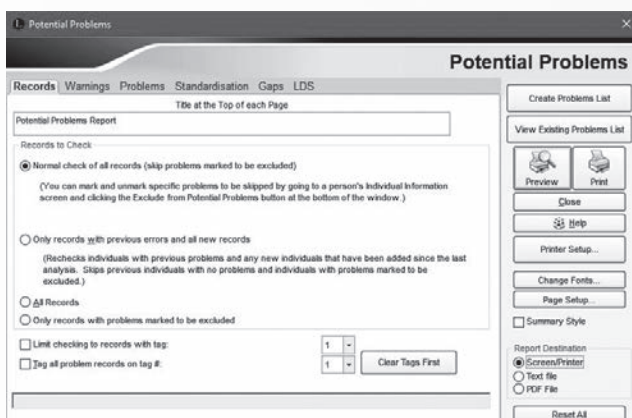 Potential Problems
Potential Problems
Records Warnings Problems Standardisation Gaps LDS
Title at the Top of each Page
Potential Problems Report
Records to Check
Normal check of all records (skip problems marked to be excluded)
(You can mark and unmark specific problems to be skipped by going to a person's Individual Information
screen and clicking the Exclude from Potential Problems button at the bottom of the window.)
Only records with previous errors and all new records
(Rechecks individuals with previous problems and any new individuals that have been added since the last
analysis. Skips previous individuals with no problems and individuals with problems marked to be
excluded.)
All Records
Only records with problems marked to be excluded
Limit checking to records with tag: 1
Tag all problem records on tag #: 1
Clear Tags First
Create Problems List
View Existing Problems List
Preview Print
Close
Help
Printer Setup...
Change Fonts...
Page Setup...
Summary Style
Report Destination
Screen/Printer
Text file
PDF File
Reset All